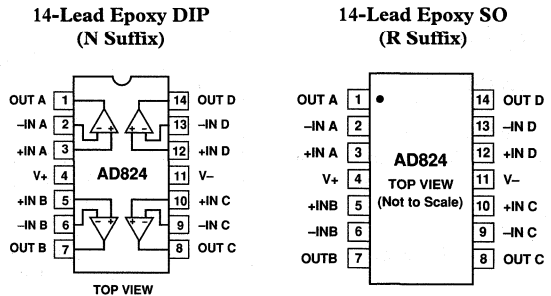 14-Lead Epoxy DIP
(N Suffix)
OUT A 1 14 OUT D
–IN A 2 – + + – 13 –IN D
+IN A 3 12 +IN D
V+ 4 AD824 11 V–
+IN B 5 10 +IN C
–IN B 6 – + + – 9 –IN C
OUT B 7 8 OUT C
TOP VIEW
14-Lead Epoxy SO
(R Suffix)
OUT A 1 14 OUT D
–IN A 2 13 –IN D
+IN A 3 12 +IN D
AD824
V+ 4 TOP VIEW 11 V–
+INB 5 (Not to Scale) 10 +IN C
–INB 6 9 –IN C
OUTB 7 8 OUT C